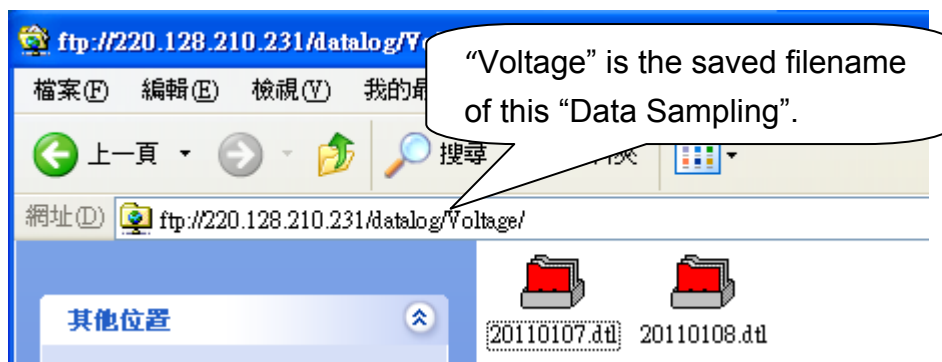 ftp://220.128.210.231/datalog/V
"Voltage" is the saved filename
of this "Data Sampling".
檔案(F) 編輯(E) 檢視(V) 我的最
上一頁 搜尋
網址(D) ftp://220.128.210.231/datalog/Voltage/
其他位置
20110107.dtl 20110108.dtl